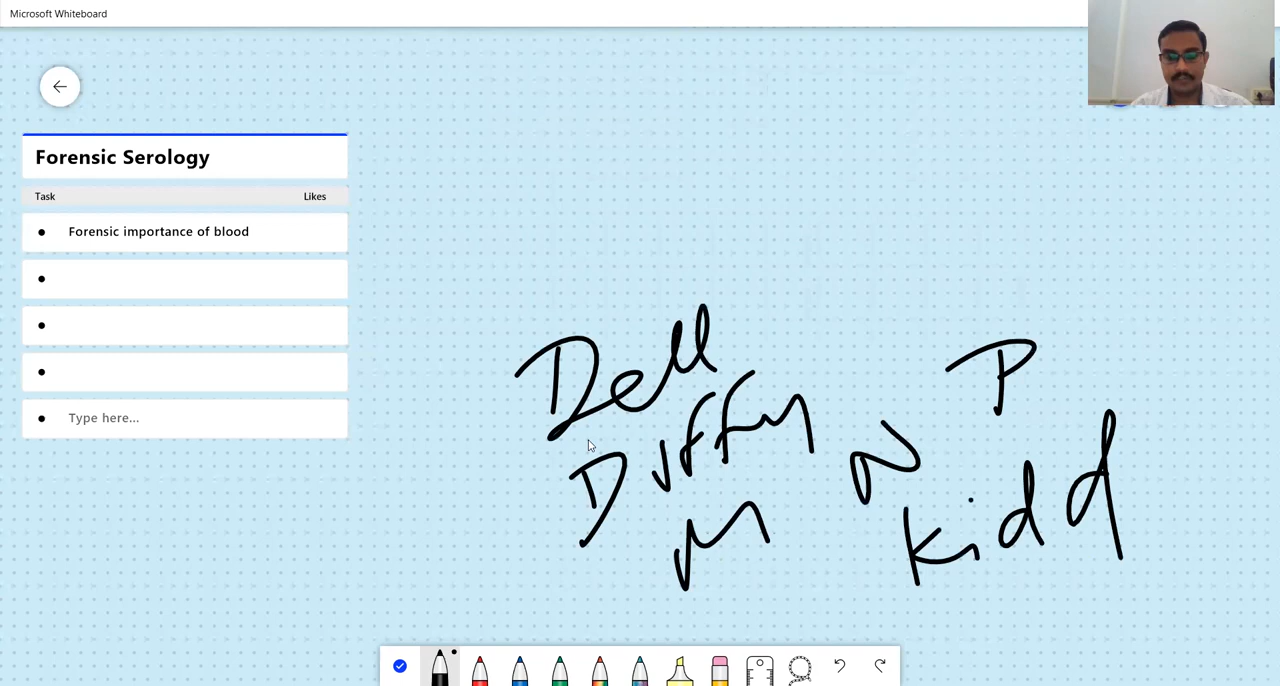 Microsoft Whiteboard
Forensic Serology
Task Likes
Forensic importance of blood
Type here...
Dell
P
Duffy
N
M
Kidd